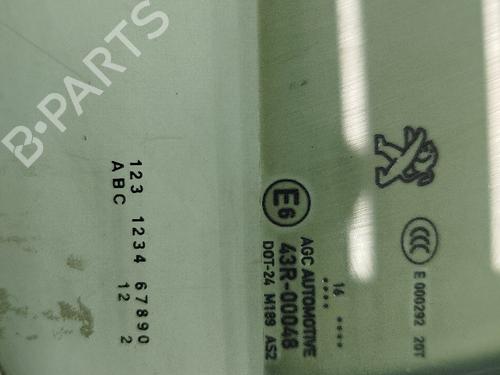 B-PARTS
123 1234 67890
ABC 12 2
E6
AGC AUTOMOTIVE
43R-00048
DOT-24 M189 AS2
16
**** ****
CCC
E 000292 20T